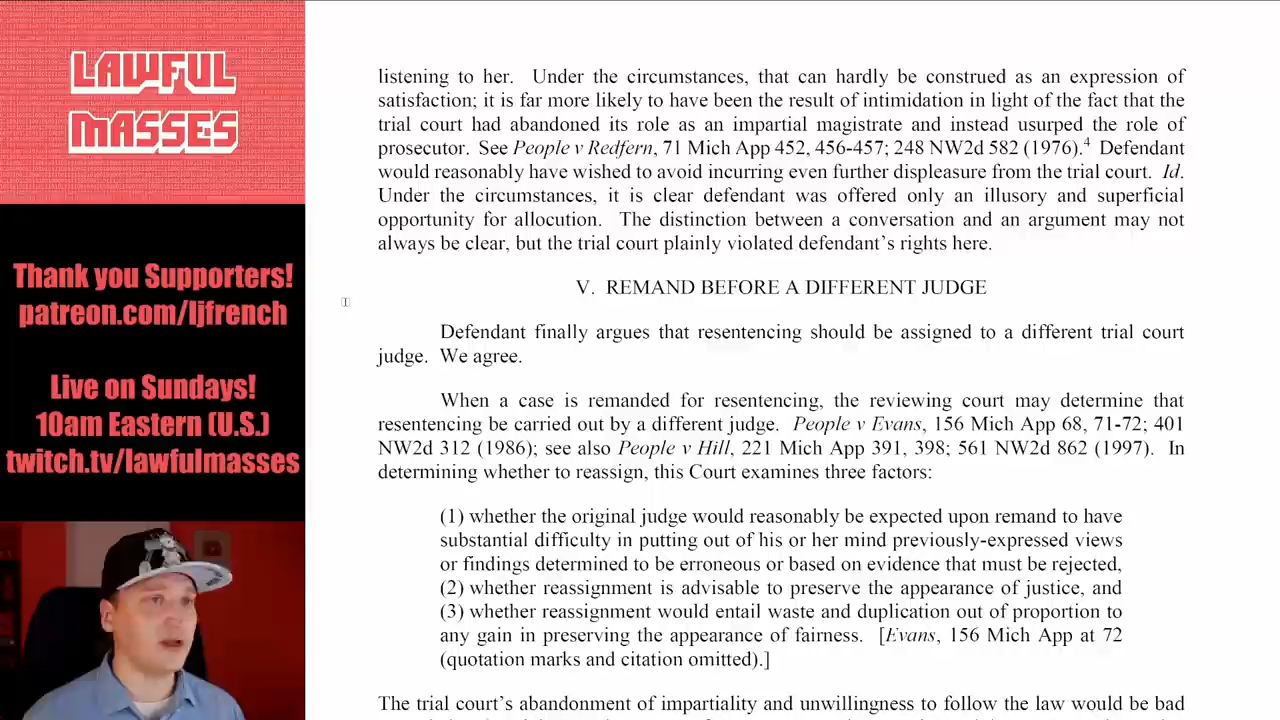 LAWFUL
MASSES
Thank you Supporters!
patreon.com/ljfrench
Live on Sundays!
10am Eastern (U.S.)
twitch.tv/lawfulmasses
listening to her. Under the circumstances, that can hardly be construed as an expression of
satisfaction; it is far more likely to have been the result of intimidation in light of the fact that the
trial court had abandoned its role as an impartial magistrate and instead usurped the role of
prosecutor. See People v Redfern, 71 Mich App 452, 456-457; 248 NW2d 582 (1976).4 Defendant
would reasonably have wished to avoid incurring even further displeasure from the trial court. Id.
Under the circumstances, it is clear defendant was offered only an illusory and superficial
opportunity for allocution. The distinction between a conversation and an argument may not
always be clear, but the trial court plainly violated defendant's rights here.
V. REMAND BEFORE A DIFFERENT JUDGE
Defendant finally argues that resentencing should be assigned to a different trial court
judge. We agree.
When a case is remanded for resentencing, the reviewing court may determine that
resentencing be carried out by a different judge. People v Evans, 156 Mich App 68, 71-72; 401
NW2d 312 (1986); see also People v Hill, 221 Mich App 391, 398; 561 NW2d 862 (1997). In
determining whether to reassign, this Court examines three factors:
(1) whether the original judge would reasonably be expected upon remand to have
substantial difficulty in putting out of his or her mind previously-expressed views
or findings determined to be erroneous or based on evidence that must be rejected,
(2) whether reassignment is advisable to preserve the appearance of justice, and
(3) whether reassignment would entail waste and duplication out of proportion to
any gain in preserving the appearance of fairness. [Evans, 156 Mich App at 72
(quotation marks and citation omitted).]
The trial court's abandonment of impartiality and unwillingness to follow the law would be bad